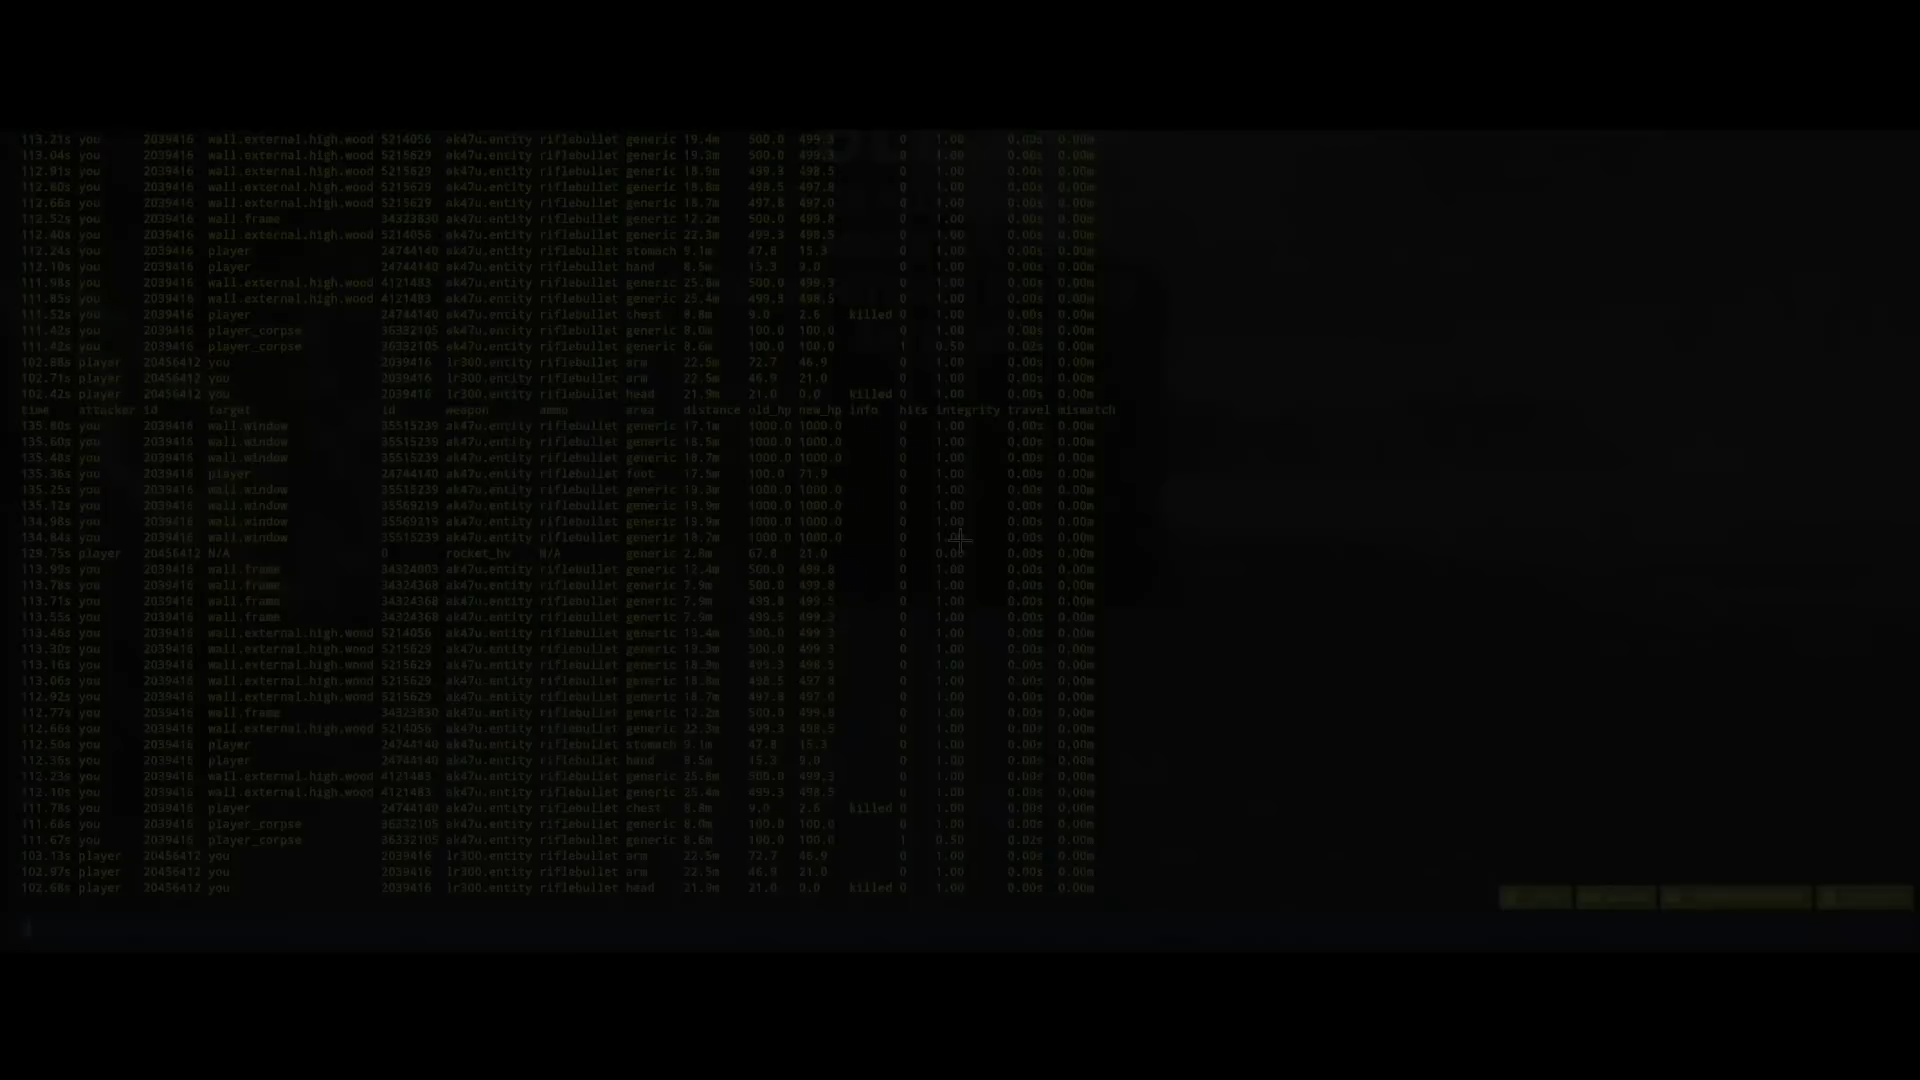 113.21s you 2039416 wall.external.high.wood 5214056 ak47u.entity riflebullet generic 19.4m 500.0 499.3 0 1.00 0.00s 0.00m
113.04s you 2039416 wall.external.high.wood 5215629 ak47u.entity riflebullet generic 19.3m 500.0 499.3 0 1.00 0.00s 0.00m
112.91s you 2039416 wall.external.high.wood 5215629 ak47u.entity riflebullet generic 18.9m 499.3 498.5 0 1.00 0.00s 0.00m
112.80s you 2039416 wall.external.high.wood 5215629 ak47u.entity riflebullet generic 18.8m 498.5 497.8 0 1.00 0.00s 0.00m
112.66s you 2039416 wall.external.high.wood 5215629 ak47u.entity riflebullet generic 18.7m 497.8 497.0 0 1.00 0.00s 0.00m
112.52s you 2039416 wall.frame 34323830 ak47u.entity riflebullet generic 12.2m 500.0 499.8 0 1.00 0.00s 0.00m
112.40s you 2039416 wall.external.high.wood 5214056 ak47u.entity riflebullet generic 22.3m 499.3 498.5 0 1.00 0.00s 0.00m
112.24s you 2039416 player 24744140 ak47u.entity riflebullet stomach 9.1m 47.8 15.3 0 1.00 0.00s 0.00m
112.10s you 2039416 player 24744140 ak47u.entity riflebullet hand 8.5m 15.3 9.0 0 1.00 0.00s 0.00m
111.98s you 2039416 wall.external.high.wood 4121483 ak47u.entity riflebullet generic 25.8m 500.0 499.3 0 1.00 0.00s 0.00m
111.85s you 2039416 wall.external.high.wood 4121483 ak47u.entity riflebullet generic 25.4m 499.3 498.5 0 1.00 0.00s 0.00m
111.52s you 2039416 player 24744140 ak47u.entity riflebullet chest 8.8m 9.0 2.6 killed 0 1.00 0.00s 0.00m
111.42s you 2039416 player_corpse 36332105 ak47u.entity riflebullet generic 8.0m 100.0 100.0 0 1.00 0.00s 0.00m
111.42s you 2039416 player_corpse 36332105 ak47u.entity riflebullet generic 8.6m 100.0 100.0 1 0.50 0.02s 0.00m
102.88s player 20456412 you 2039416 lr300.entity riflebullet arm 22.5m 72.7 46.9 0 1.00 0.00s 0.00m
102.71s player 20456412 you 2039416 lr300.entity riflebullet arm 22.5m 46.9 21.0 0 1.00 0.00s 0.00m
102.42s player 20456412 you 2039416 lr300.entity riflebullet head 21.9m 21.0 0.0 killed 0 1.00 0.00s 0.00m
time attacker id target id weapon ammo area distance old_hp new_hp info hits integrity travel mismatch
135.80s you 2039416 wall.window 35515239 ak47u.entity riflebullet generic 17.1m 1000.0 1000.0 0 1.00 0.00s 0.00m
135.60s you 2039416 wall.window 35515239 ak47u.entity riflebullet generic 18.5m 1000.0 1000.0 0 1.00 0.00s 0.00m
135.48s you 2039416 wall.window 35515239 ak47u.entity riflebullet generic 18.7m 1000.0 1000.0 0 1.00 0.00s 0.00m
135.36s you 2039416 player 24744140 ak47u.entity riflebullet foot 17.5m 100.0 71.9 0 1.00 0.00s 0.00m
135.25s you 2039416 wall.window 35515239 ak47u.entity riflebullet generic 19.3m 1000.0 1000.0 0 1.00 0.00s 0.00m
135.12s you 2039416 wall.window 35569219 ak47u.entity riflebullet generic 19.9m 1000.0 1000.0 0 1.00 0.00s 0.00m
134.98s you 2039416 wall.window 35569219 ak47u.entity riflebullet generic 19.9m 1000.0 1000.0 0 1.00 0.00s 0.00m
134.84s you 2039416 wall.window 35515239 ak47u.entity riflebullet generic 18.7m 1000.0 1000.0 0 1.00 0.00s 0.00m
129.75s player 20456412 N/A 0 rocket_hv N/A generic 2.8m 67.8 21.0 0 0.00 0.00s 0.00m
113.99s you 2039416 wall.frame 34324003 ak47u.entity riflebullet generic 12.4m 500.0 499.8 0 1.00 0.00s 0.00m
113.78s you 2039416 wall.frame 34324368 ak47u.entity riflebullet generic 7.9m 500.0 499.8 0 1.00 0.00s 0.00m
113.71s you 2039416 wall.frame 34324368 ak47u.entity riflebullet generic 7.9m 499.8 499.5 0 1.00 0.00s 0.00m
113.55s you 2039416 wall.frame 34324368 ak47u.entity riflebullet generic 7.9m 499.5 499.3 0 1.00 0.00s 0.00m
113.46s you 2039416 wall.external.high.wood 5214056 ak47u.entity riflebullet generic 19.4m 500.0 499.3 0 1.00 0.00s 0.00m
113.30s you 2039416 wall.external.high.wood 5215629 ak47u.entity riflebullet generic 19.3m 500.0 499.3 0 1.00 0.00s 0.00m
113.16s you 2039416 wall.external.high.wood 5215629 ak47u.entity riflebullet generic 18.9m 499.3 498.5 0 1.00 0.00s 0.00m
113.06s you 2039416 wall.external.high.wood 5215629 ak47u.entity riflebullet generic 18.8m 498.5 497.8 0 1.00 0.00s 0.00m
112.92s you 2039416 wall.external.high.wood 5215629 ak47u.entity riflebullet generic 18.7m 497.8 497.0 0 1.00 0.00s 0.00m
112.77s you 2039416 wall.frame 34323830 ak47u.entity riflebullet generic 12.2m 500.0 499.8 0 1.00 0.00s 0.00m
112.66s you 2039416 wall.external.high.wood 5214056 ak47u.entity riflebullet generic 22.3m 499.3 498.5 0 1.00 0.00s 0.00m
112.50s you 2039416 player 24744140 ak47u.entity riflebullet stomach 9.1m 47.8 15.3 0 1.00 0.00s 0.00m
112.36s you 2039416 player 24744140 ak47u.entity riflebullet hand 8.5m 15.3 9.0 0 1.00 0.00s 0.00m
112.23s you 2039416 wall.external.high.wood 4121483 ak47u.entity riflebullet generic 25.8m 500.0 499.3 0 1.00 0.00s 0.00m
112.10s you 2039416 wall.external.high.wood 4121483 ak47u.entity riflebullet generic 25.4m 499.3 498.5 0 1.00 0.00s 0.00m
111.78s you 2039416 player 24744140 ak47u.entity riflebullet chest 8.8m 9.0 2.6 killed 0 1.00 0.00s 0.00m
111.68s you 2039416 player_corpse 36332105 ak47u.entity riflebullet generic 8.0m 100.0 100.0 0 1.00 0.00s 0.00m
111.67s you 2039416 player_corpse 36332105 ak47u.entity riflebullet generic 8.6m 100.0 100.0 1 0.50 0.02s 0.00m
103.13s player 20456412 you 2039416 lr300.entity riflebullet arm 22.5m 72.7 46.9 0 1.00 0.00s 0.00m
102.97s player 20456412 you 2039416 lr300.entity riflebullet arm 22.5m 46.9 21.0 0 1.00 0.00s 0.00m
102.68s player 20456412 you 2039416 lr300.entity riflebullet head 21.9m 21.0 0.0 killed 0 1.00 0.00s 0.00m